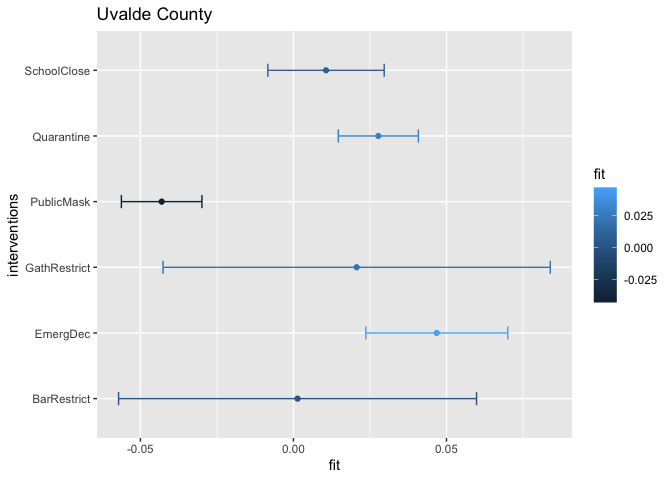 Uvalde County
SchoolClose
Quarantine
PublicMask
GathRestrict
EmergDec
BarRestrict
interventions
-0.05
0.00
0.05
fit
fit
0.025
0.000
-0.025